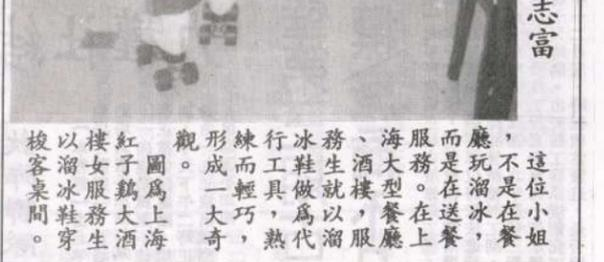 志富
這位小姐
,不是在餐
廳玩溜冰,
而是在送餐
服務。在上
海大型餐廳
、酒樓,服
務生就以溜
冰鞋做爲代
行工具,熟
練而輕巧,
形成一大奇
觀。
圖爲上海
紅子鷄大酒
樓女服務生
以溜冰鞋穿
梭客桌間。